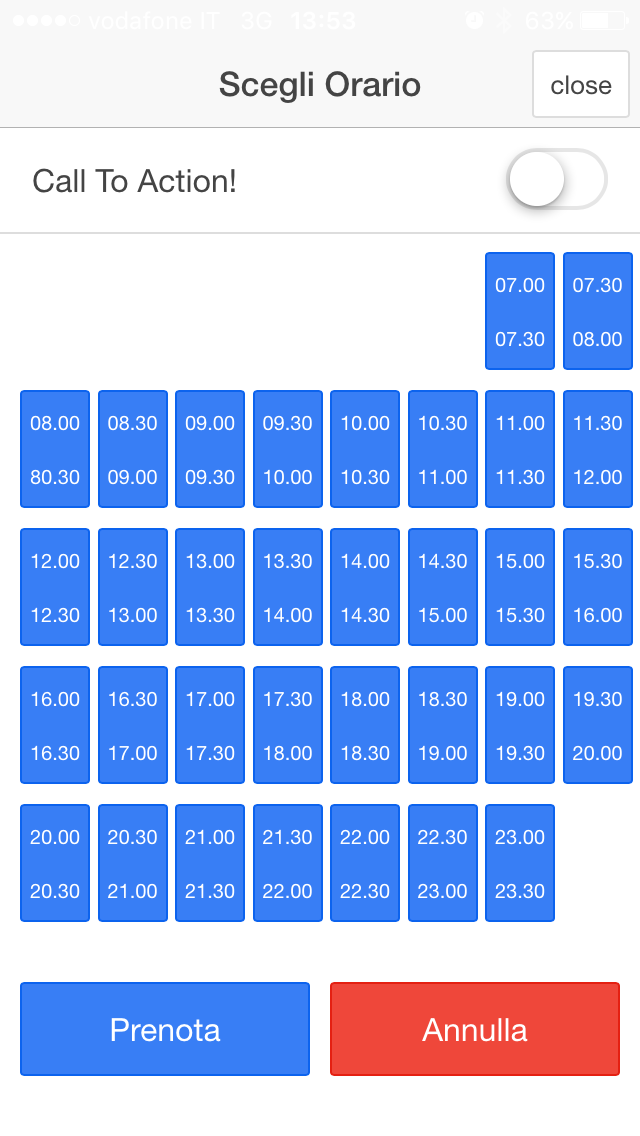 vodafone IT 3G 13:53 63%
Scegli Orario
close
Call To Action!
07.00 07.30
07.30 08.00
08.00 08.30 09.00 09.30 10.00 10.30 11.00 11.30
80.30 09.00 09.30 10.00 10.30 11.00 11.30 12.00
12.00 12.30 13.00 13.30 14.00 14.30 15.00 15.30
12.30 13.00 13.30 14.00 14.30 15.00 15.30 16.00
16.00 16.30 17.00 17.30 18.00 18.30 19.00 19.30
16.30 17.00 17.30 18.00 18.30 19.00 19.30 20.00
20.00 20.30 21.00 21.30 22.00 22.30 23.00
20.30 21.00 21.30 22.00 22.30 23.00 23.30
Prenota Annulla